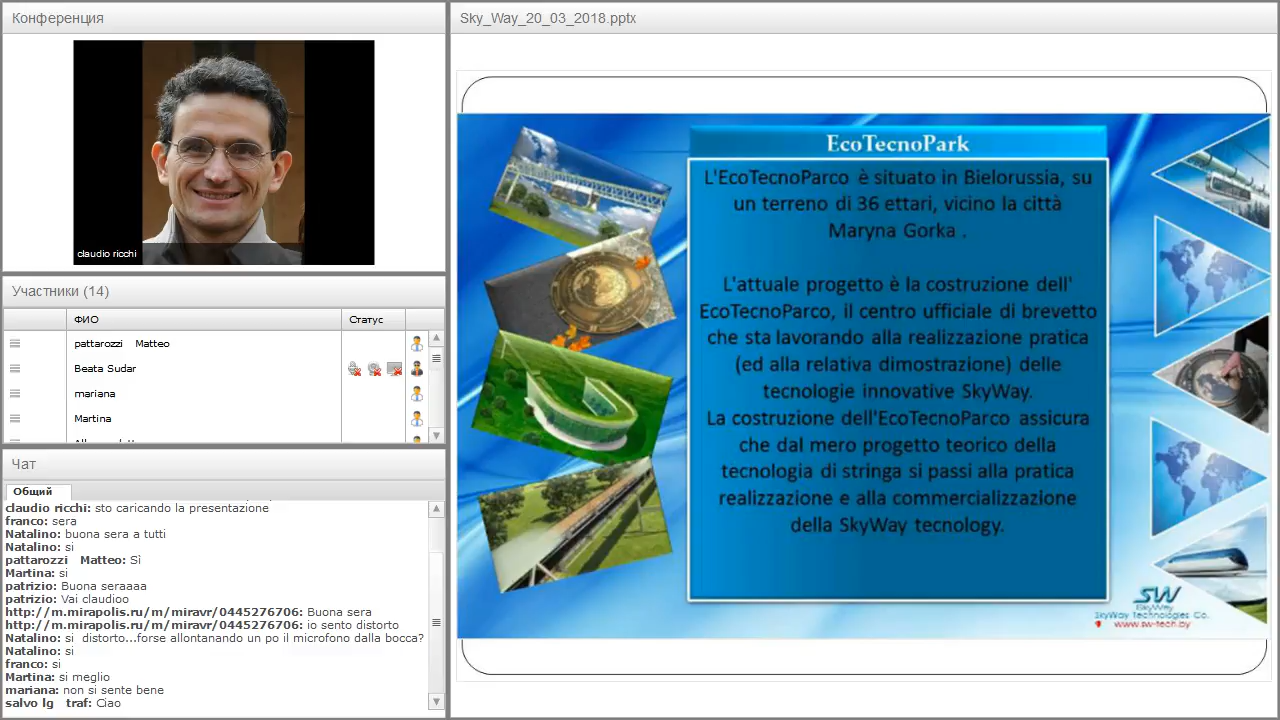 Конференция
claudio ricchi
Участники (14)
ФИО
Статус
pattarozzi Matteo
Beata Sudar
mariana
Martina
Чат
Общий
claudio ricchi: sto caricando la presentazione
franco: sera
Natalino: buona sera a tutti
Natalino: si
pattarozzi Matteo: Sì
Martina: si
patrizio: Buona seraaaa
patrizio: Vai claudioo
http://m.mirapolis.ru/m/miravr/0445276706: Buona sera
http://m.mirapolis.ru/m/miravr/0445276706: io sento distorto...
Natalino: si distorto...forse allontanando un po il microfono dalla bocca?
Natalino: si
franco: si
Martina: si meglio
mariana: non si sente bene
salvo lg traf: Ciao
Sky_Way_20_03_2018.pptx
EcoTecnoPark
L'EcoTecnoParco è situato in Bielorussia, su
un terreno di 36 ettari, vicino la città
Maryna Gorka .
L'attuale progetto è la costruzione dell'
EcoTecnoParco, il centro ufficiale di brevetto
che sta lavorando alla realizzazione pratica
(ed alla relativa dimostrazione) delle
tecnologie innovative SkyWay.
La costruzione dell'EcoTecnoParco assicura
che dal mero progetto teorico della
tecnologia di stringa si passi alla pratica
realizzazione e alla commercializzazione
della SkyWay tecnology.
SW
SkyWay
SkyWay Technologies Co.
www.sw-tech.by